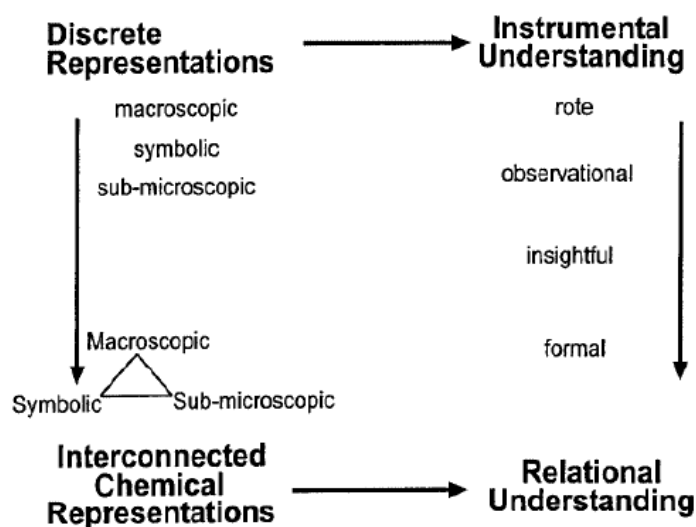 Discrete
Representations
Instrumental
Understanding
macroscopic
symbolic
sub-microscopic
rote
observational
insightful
formal
Macroscopic
Symbolic
Sub-microscopic
Interconnected
Chemical
Representations
Relational
Understanding